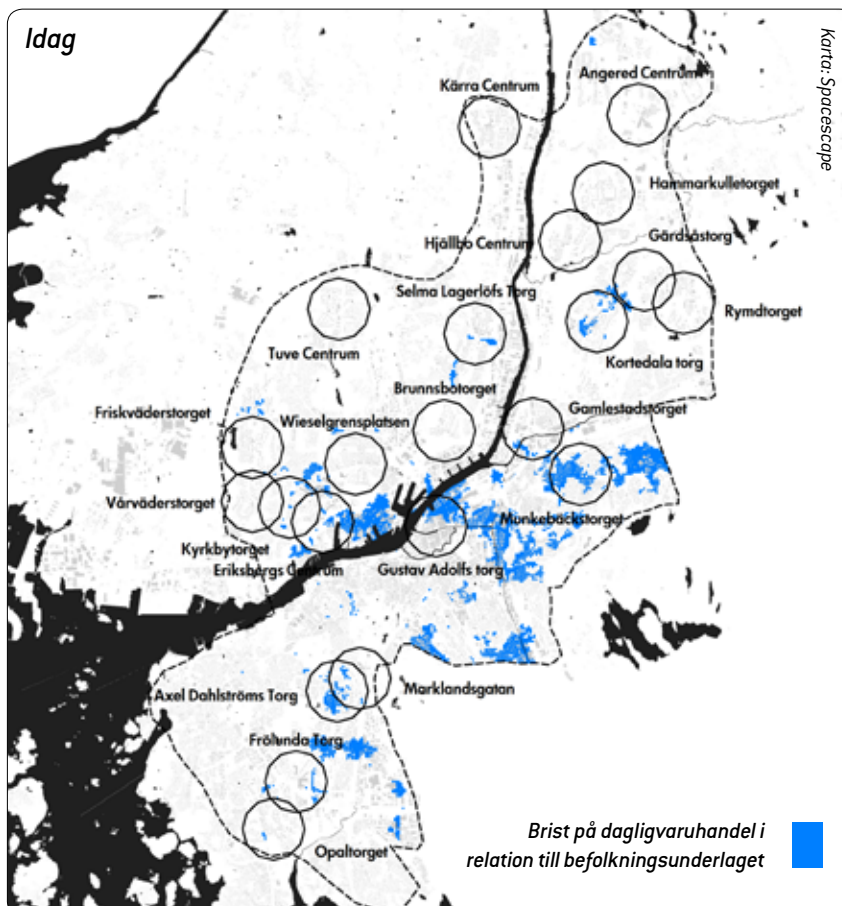 Idag
Karta: Spacescape
Angered Centrum
Kärra Centrum
Hammarkulletorget
Gårdsåstorg
Hjällbo Centrum
Selma Lagerlöfs Torg
Rymdtorget
Tuve Centrum
Kortedala torg
Brunnsbotorget
Friskväderstorget
Wieselgrensplatsen
Gamlestadstorget
Vårväderstorget
Munkebäckstorget
Kyrkbytorget
Eriksbergs Centrum
Gustav Adolfs torg
Axel Dahlströms Torg
Marklandsgatan
Frölunda Torg
Opaltorget
Brist på dagligvaruhandel i
relation till befolkningsunderlaget